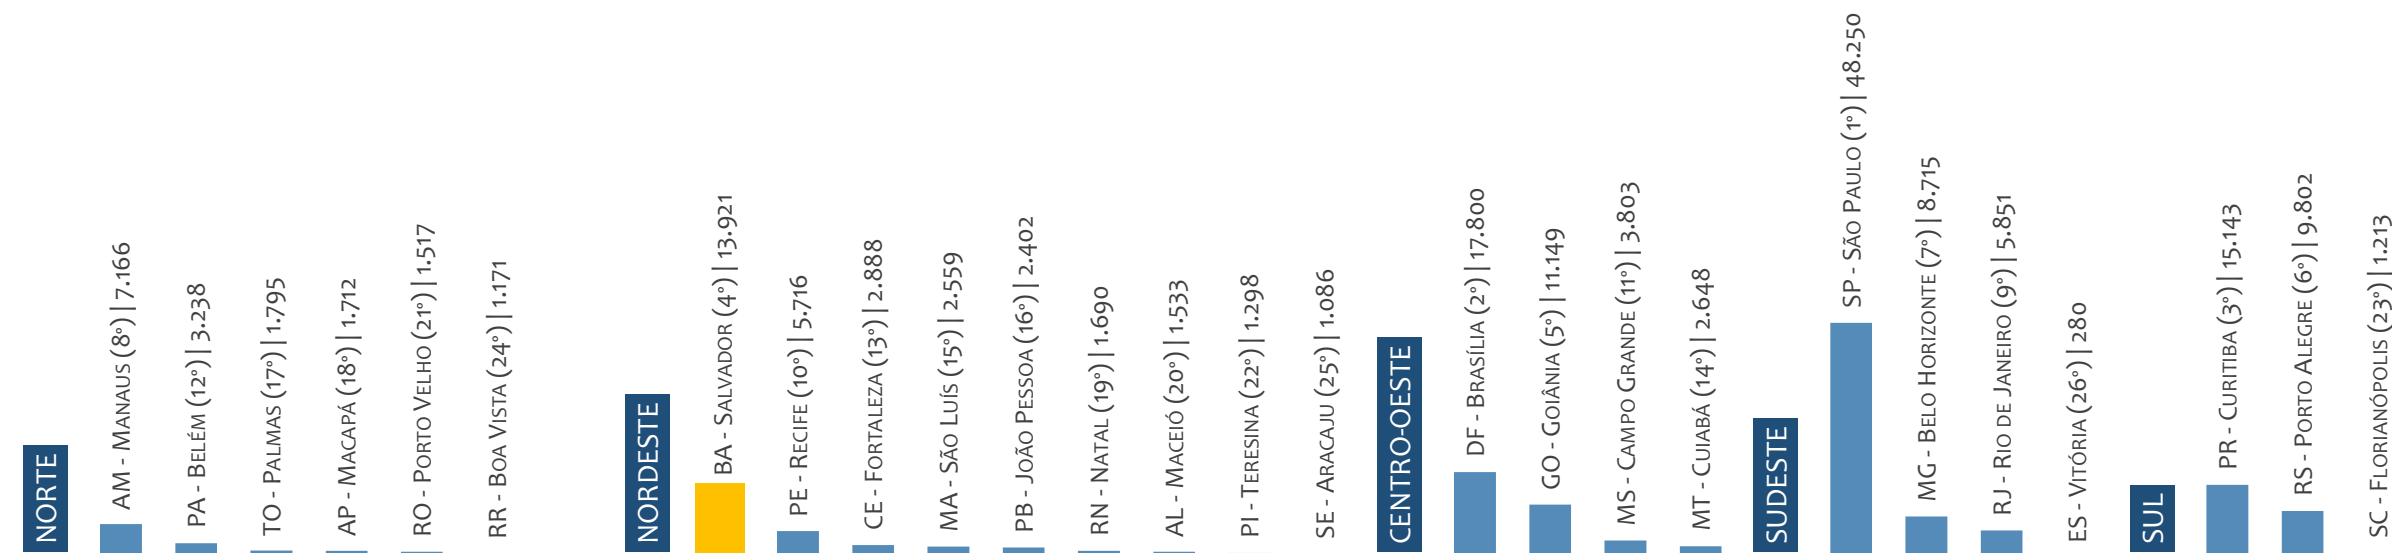 NORTE
AM - Manaus (8º) | 7.166
PA - Belém (12º) | 3.238
TO - Palmas (17º) | 1.795
AP - Macapá (18º) | 1.712
RO - Porto Velho (21º) | 1.517
RR - Boa Vista (24º) | 1.171
NORDESTE
BA - Salvador (4º) | 13.921
PE - Recife (10º) | 5.716
CE - Fortaleza (13º) | 2.888
MA - São Luís (15º) | 2.559
PB - João Pessoa (16º) | 2.402
RN - Natal (19º) | 1.690
AL - Maceió (20º) | 1.533
PI - Teresina (22º) | 1.298
SE - Aracaju (25º) | 1.086
CENTRO-OESTE
DF - Brasília (2º) | 17.800
GO - Goiânia (5º) | 11.149
MS - Campo Grande (11º) | 3.803
MT - Cuiabá (14º) | 2.648
SUDESTE
SP - São Paulo (1º) | 48.250
MG - Belo Horizonte (7º) | 8.715
RJ - Rio de Janeiro (9º) | 5.851
ES - Vitória (26º) | 280
SUL
PR - Curitiba (3º) | 15.143
RS - Porto Alegre (6º) | 9.802
SC - Florianópolis (23º) | 1.213